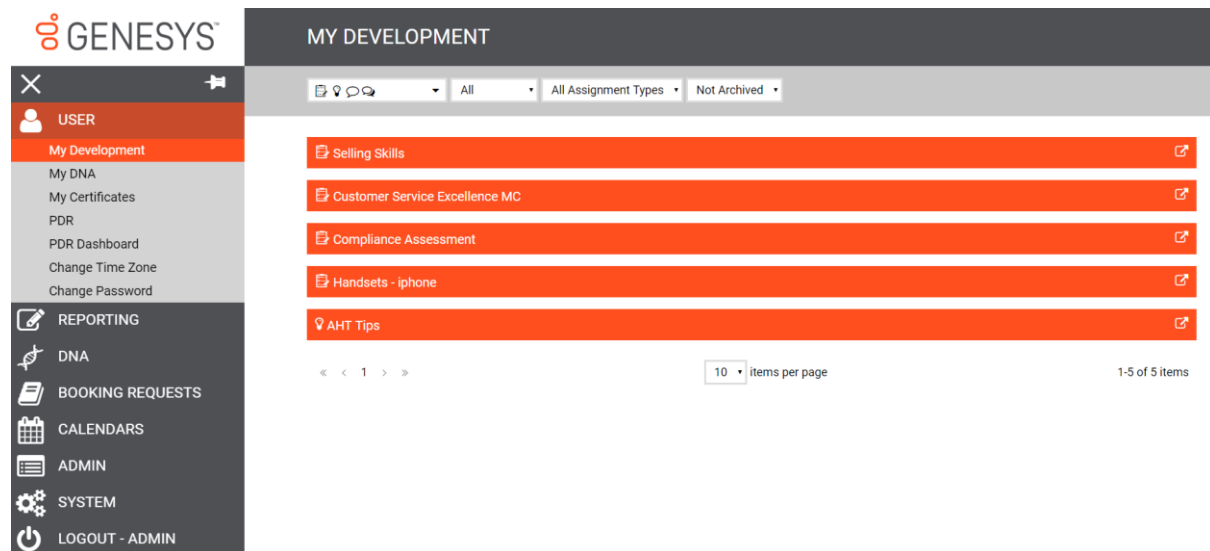 GENESYS™
MY DEVELOPMENT
All
All Assignment Types
Not Archived
USER
My Development
My DNA
My Certificates
PDR
PDR Dashboard
Change Time Zone
Change Password
REPORTING
DNA
BOOKING REQUESTS
CALENDARS
ADMIN
SYSTEM
LOGOUT - ADMIN
Selling Skills
Customer Service Excellence MC
Compliance Assessment
Handsets - iphone
AHT Tips
« < 1 > »
10 items per page
1-5 of 5 items